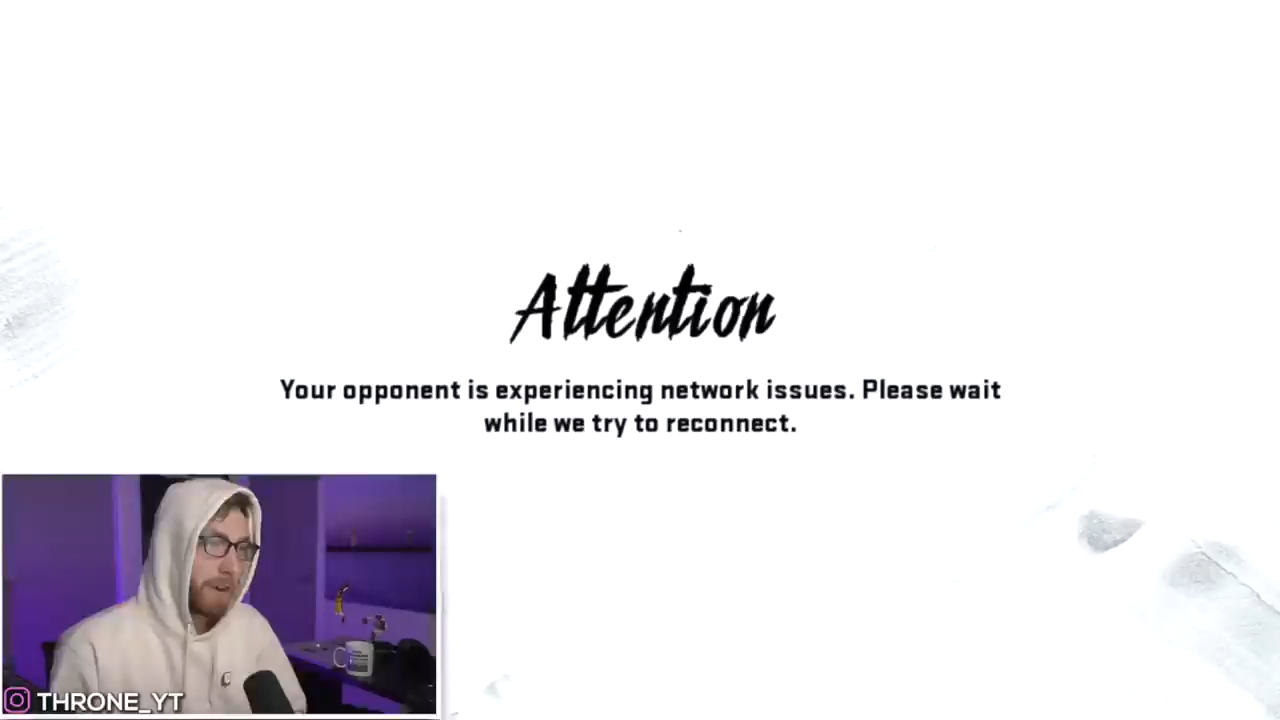 Attention
Your opponent is experiencing network issues. Please wait
while we try to reconnect.
THRONE_YT